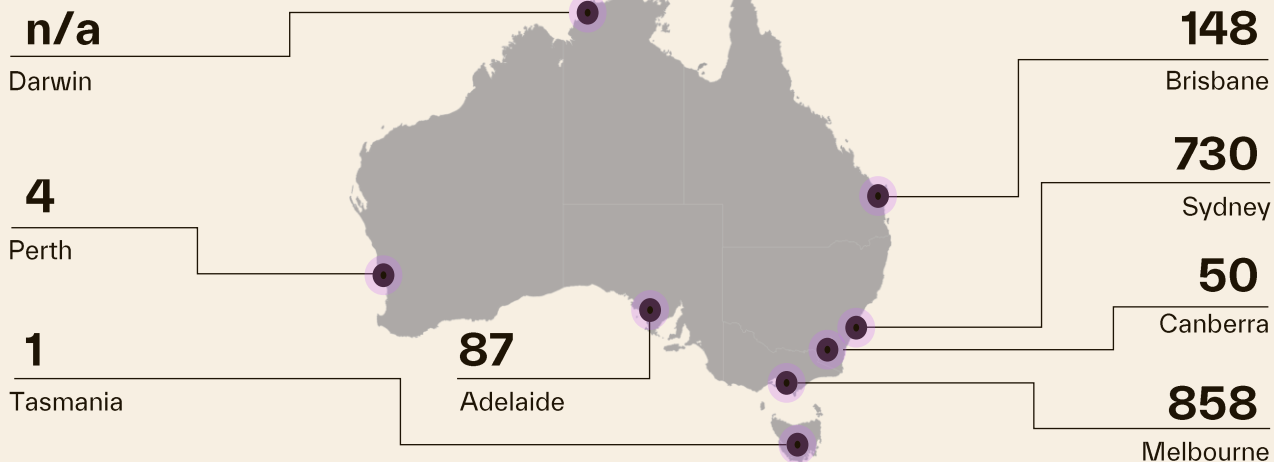 n/a
Darwin
4
Perth
1
Tasmania
87
Adelaide
148
Brisbane
730
Sydney
50
Canberra
858
Melbourne